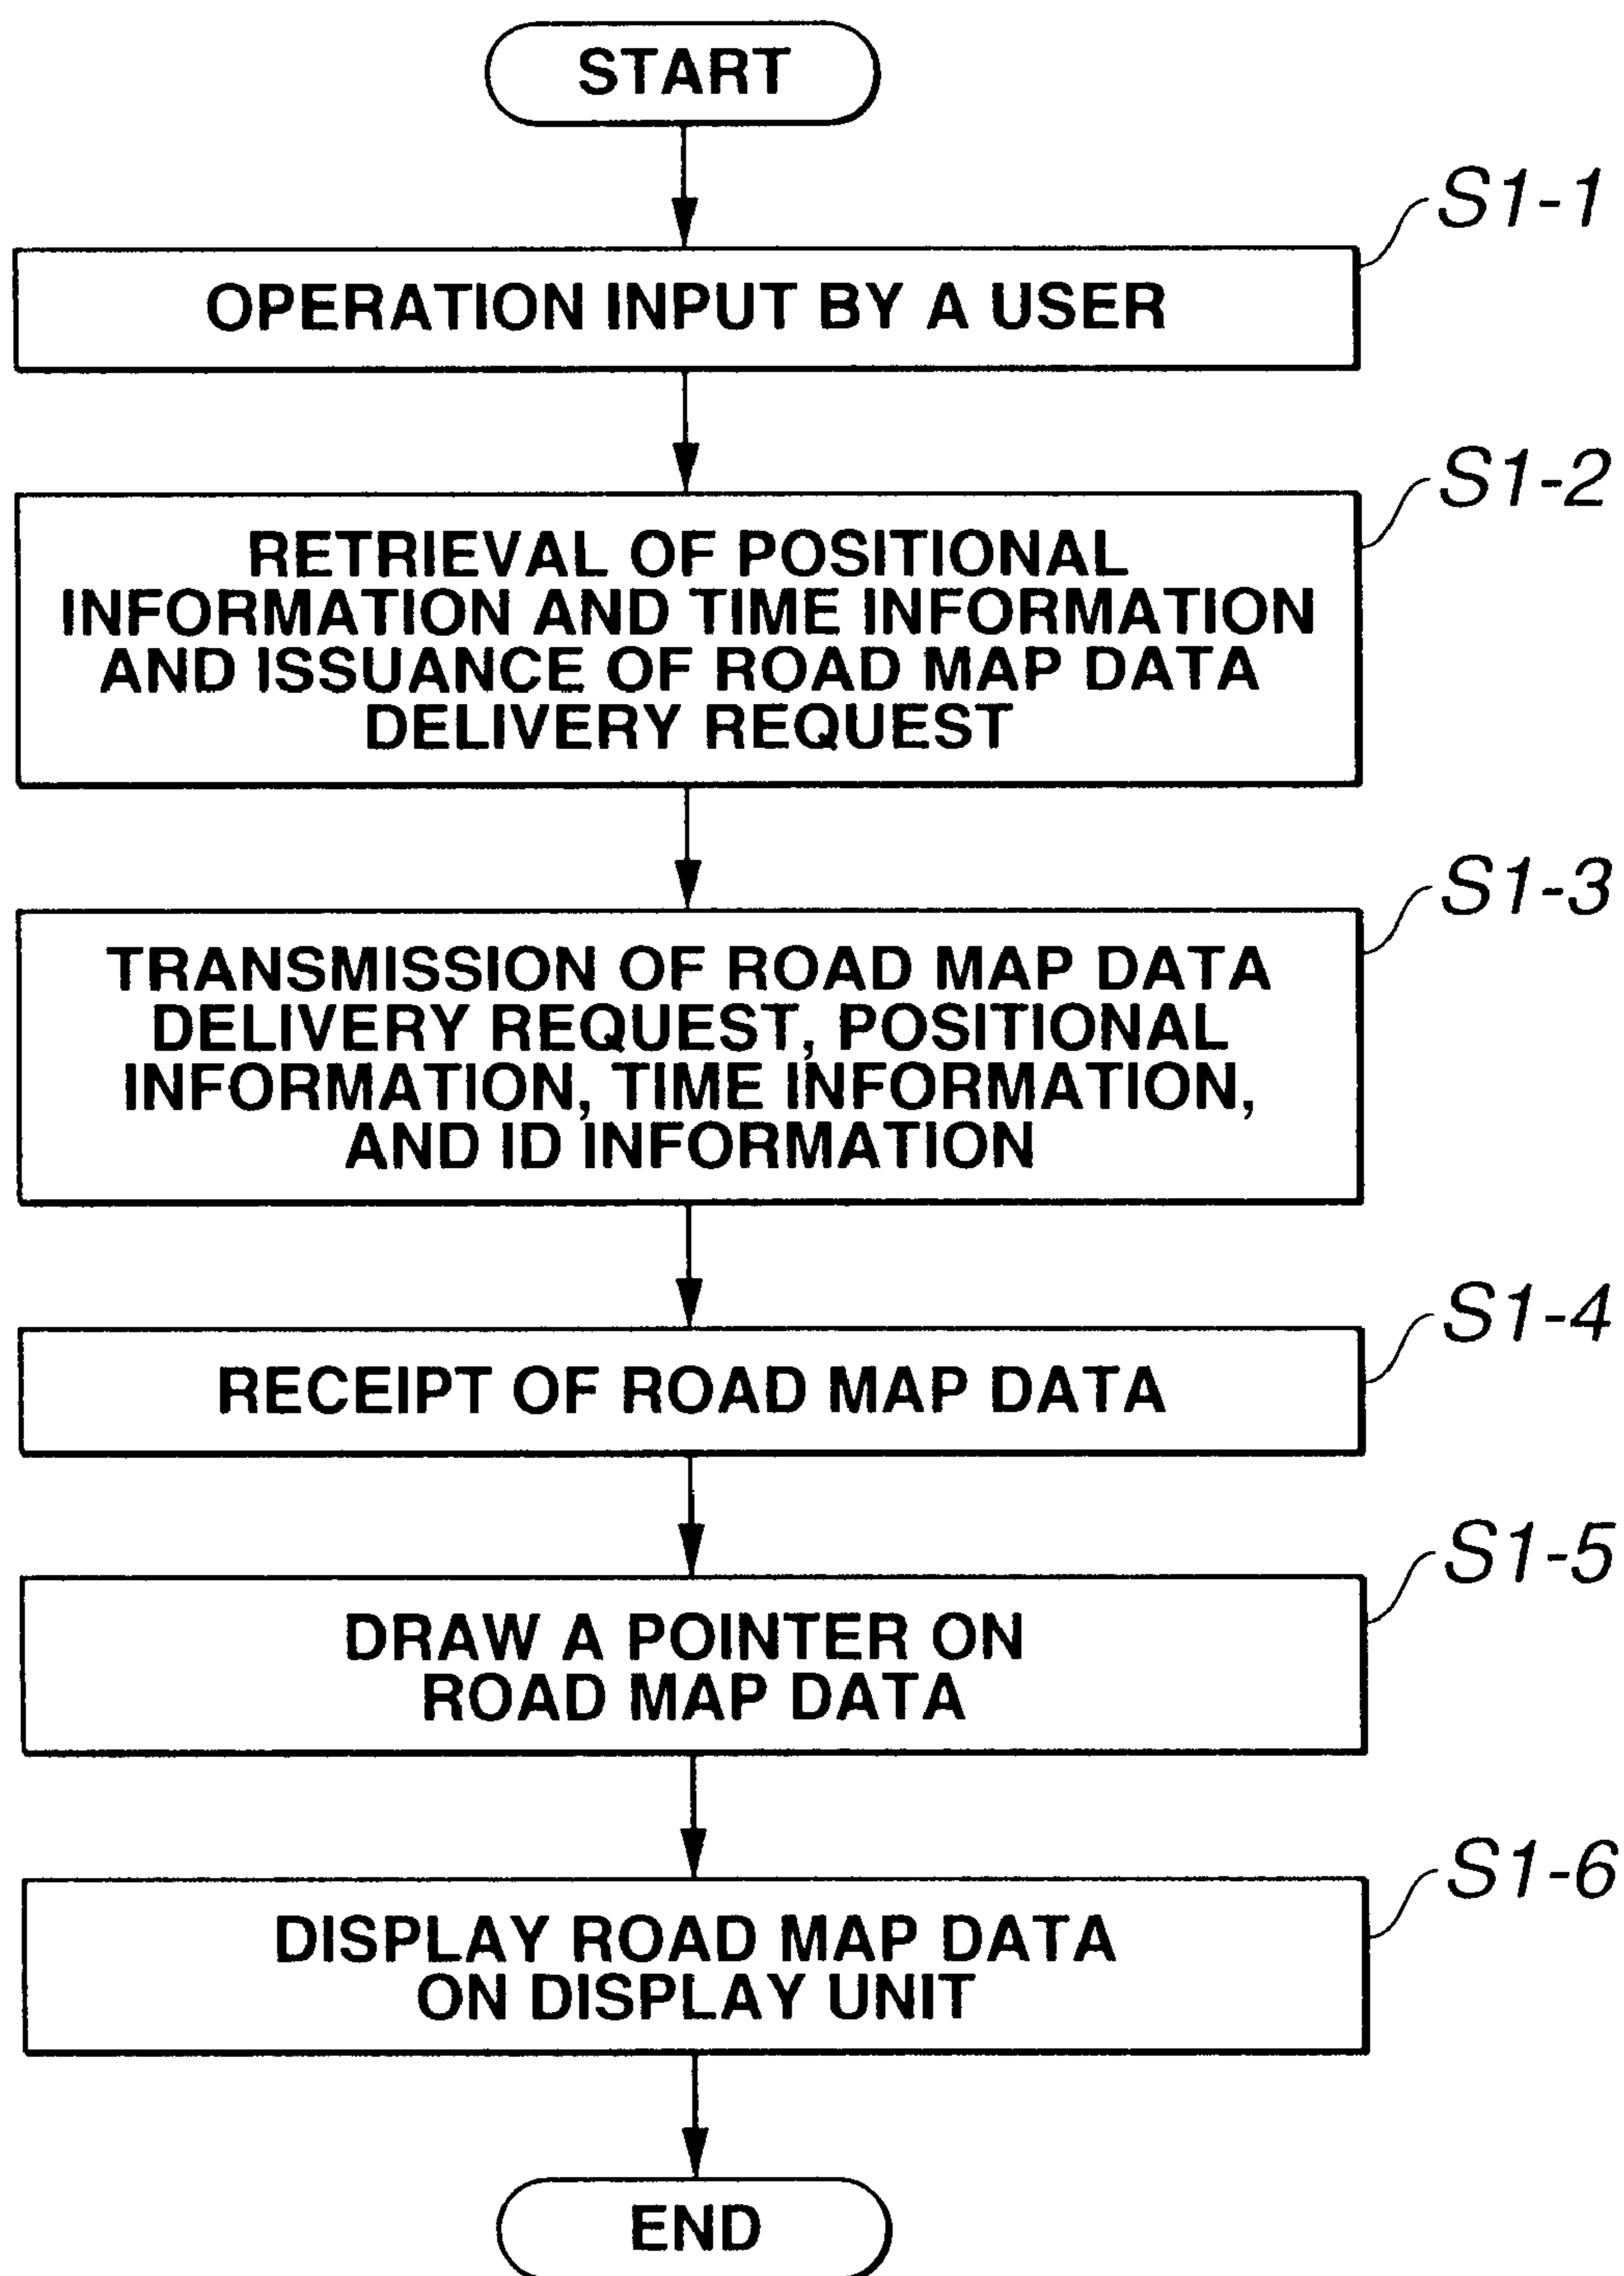 START
S1-1
OPERATION INPUT BY A USER
S1-2
RETRIEVAL OF POSITIONAL
INFORMATION AND TIME INFORMATION
AND ISSUANCE OF ROAD MAP DATA
DELIVERY REQUEST
S1-3
TRANSMISSION OF ROAD MAP DATA
DELIVERY REQUEST, POSITIONAL
INFORMATION, TIME INFORMATION,
AND ID INFORMATION
S1-4
RECEIPT OF ROAD MAP DATA
S1-5
DRAW A POINTER ON
ROAD MAP DATA
S1-6
DISPLAY ROAD MAP DATA
ON DISPLAY UNIT
END